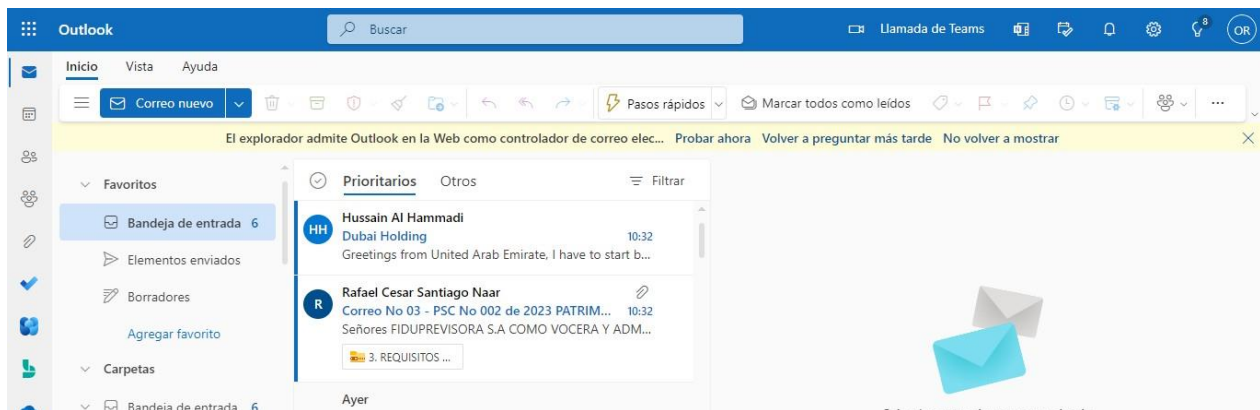 Outlook
Buscar
Llamada de Teams
8
OR
Inicio Vista Ayuda
Correo nuevo
Pasos rápidos
Marcar todos como leídos
El explorador admite Outlook en la Web como controlador de correo elec... Probar ahora Volver a preguntar más tarde No volver a mostrar
Favoritos
Bandeja de entrada 6
Elementos enviados
Borradores
Agregar favorito
Carpetas
Bandeja de entrada 6
Prioritarios Otros Filtrar
HH
Hussain Al Hammadi
Dubai Holding 10:32
Greetings from United Arab Emirate, I have to start b...
R
Rafael Cesar Santiago Naar
Correo No 03 - PSC No 002 de 2023 PATRIM... 10:32
Señores FIDUPREVISORA S.A COMO VOCERA Y ADM...
3. REQUISITOS ...
Ayer